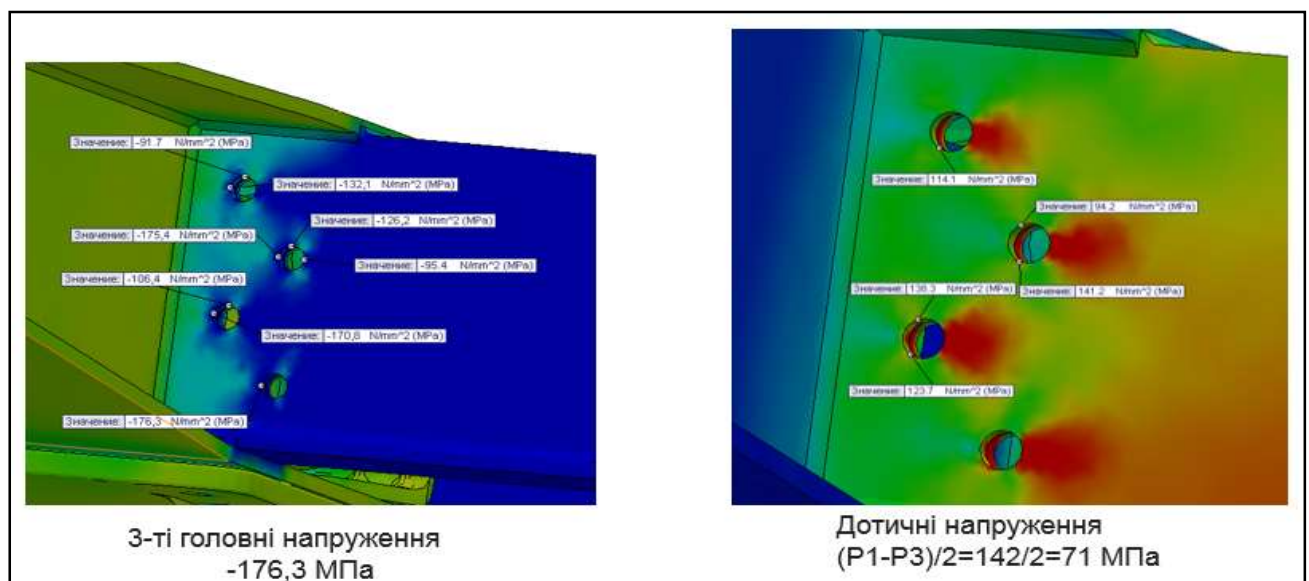 Значение: -91.7 N/mm^2 (MPa)
Значение: -132,1 N/mm^2 (MPa)
Значение: -126,2 N/mm^2 (MPa)
Значение: -175,4 N/mm^2 (MPa)
Значение: -95.4 N/mm^2 (MPa)
Значение: -106,4 N/mm^2 (MPa)
Значение: -170,8 N/mm^2 (MPa)
Значение: -176,3 N/mm^2 (MPa)
3-ті головні напруження
-176,3 МПа
Значение: 114.1 N/mm^2 (MPa)
Значение: 94.2 N/mm^2 (MPa)
Значение: 138.3 N/mm^2 (MPa)
Значение: 141.2 N/mm^2 (MPa)
Значение: 123.7 N/mm^2 (MPa)
Дотичні напруження
(P1-P3)/2=142/2=71 МПа